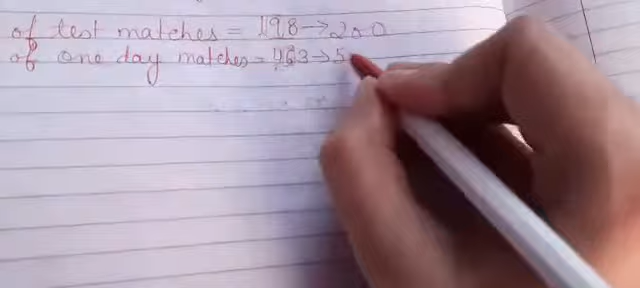 of test matches = 198 → 200
of one day matches = 463 → 5